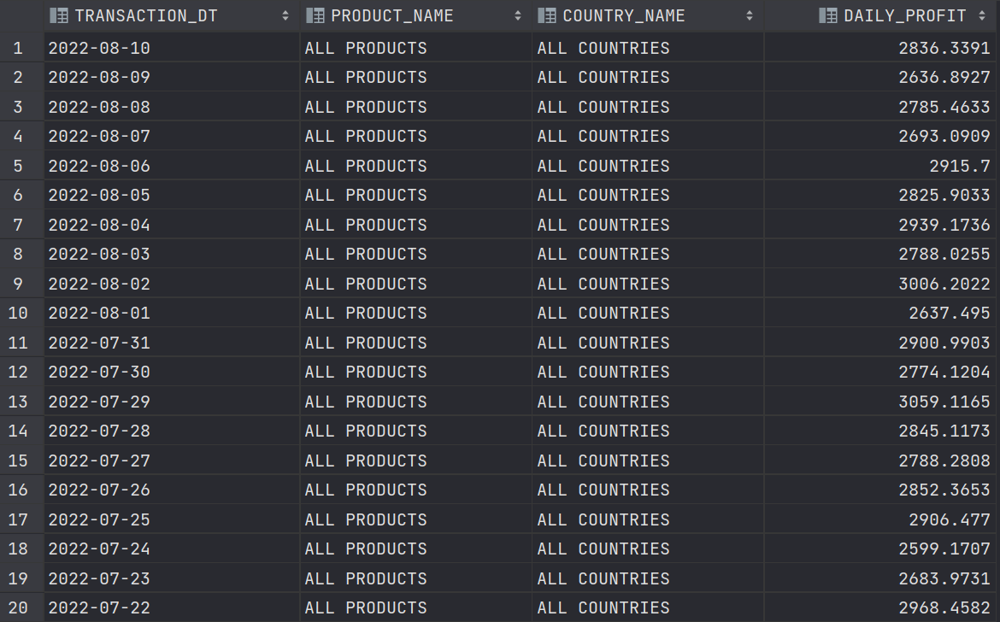 TRANSACTION_DT PRODUCT_NAME COUNTRY_NAME DAILY_PROFIT
1 2022-08-10 ALL PRODUCTS ALL COUNTRIES 2836.3391
2 2022-08-09 ALL PRODUCTS ALL COUNTRIES 2636.8927
3 2022-08-08 ALL PRODUCTS ALL COUNTRIES 2785.4633
4 2022-08-07 ALL PRODUCTS ALL COUNTRIES 2693.0909
5 2022-08-06 ALL PRODUCTS ALL COUNTRIES 2915.7
6 2022-08-05 ALL PRODUCTS ALL COUNTRIES 2825.9033
7 2022-08-04 ALL PRODUCTS ALL COUNTRIES 2939.1736
8 2022-08-03 ALL PRODUCTS ALL COUNTRIES 2788.0255
9 2022-08-02 ALL PRODUCTS ALL COUNTRIES 3006.2022
10 2022-08-01 ALL PRODUCTS ALL COUNTRIES 2637.495
11 2022-07-31 ALL PRODUCTS ALL COUNTRIES 2900.9903
12 2022-07-30 ALL PRODUCTS ALL COUNTRIES 2774.1204
13 2022-07-29 ALL PRODUCTS ALL COUNTRIES 3059.1165
14 2022-07-28 ALL PRODUCTS ALL COUNTRIES 2845.1173
15 2022-07-27 ALL PRODUCTS ALL COUNTRIES 2788.2808
16 2022-07-26 ALL PRODUCTS ALL COUNTRIES 2852.3653
17 2022-07-25 ALL PRODUCTS ALL COUNTRIES 2906.477
18 2022-07-24 ALL PRODUCTS ALL COUNTRIES 2599.1707
19 2022-07-23 ALL PRODUCTS ALL COUNTRIES 2683.9731
20 2022-07-22 ALL PRODUCTS ALL COUNTRIES 2968.4582